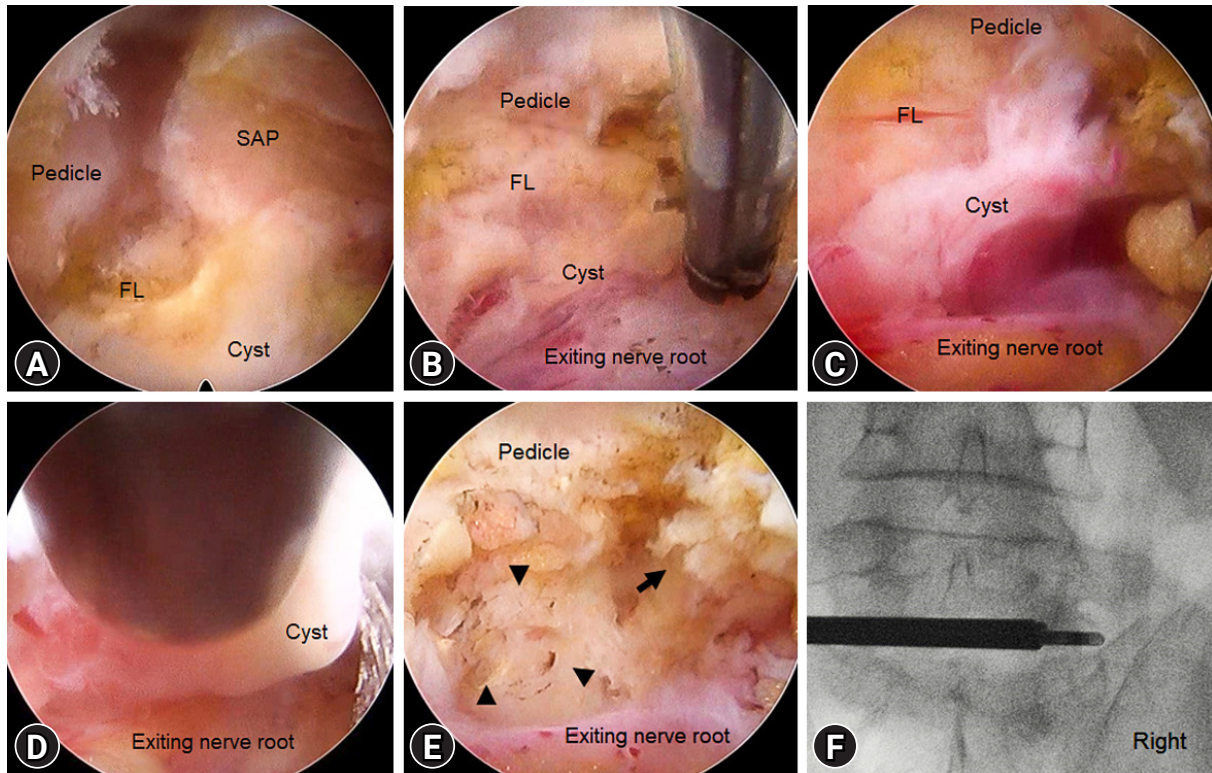 SAP
Pedicle
FL
Cyst
A
Pedicle
FL
Cyst
Exiting nerve root
B
Pedicle
FL
Cyst
Exiting nerve root
C
Cyst
Exiting nerve root
D
Pedicle
Exiting nerve root
E
Right
F